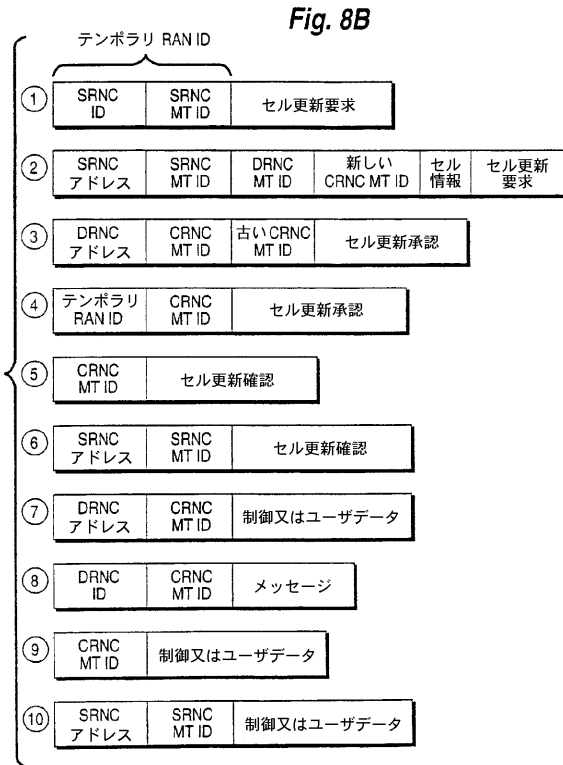 Fig. 8B
テンポラリ RAN ID
① SRNC ID SRNC MT ID セル更新要求
② SRNC アドレス SRNC MT ID DRNC MT ID 新しい CRNC MT ID セル情報 セル更新要求
③ DRNC アドレス CRNC MT ID 古い CRNC MT ID セル更新承認
④ テンポラリ RAN ID CRNC MT ID セル更新承認
⑤ CRNC MT ID セル更新確認
⑥ SRNC アドレス SRNC MT ID セル更新確認
⑦ DRNC アドレス CRNC MT ID 制御又はユーザデータ
⑧ DRNC ID CRNC MT ID メッセージ
⑨ CRNC MT ID 制御又はユーザデータ
⑩ SRNC アドレス SRNC MT ID 制御又はユーザデータ